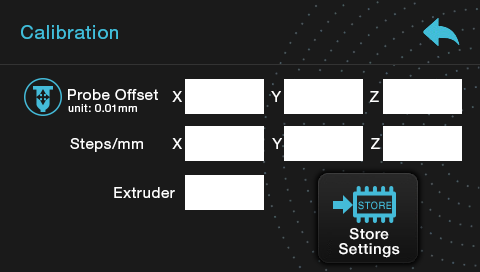 Calibration
Probe Offset X Y Z
unit: 0.01mm
Steps/mm X Y Z
Extruder
STORE
Store
Settings